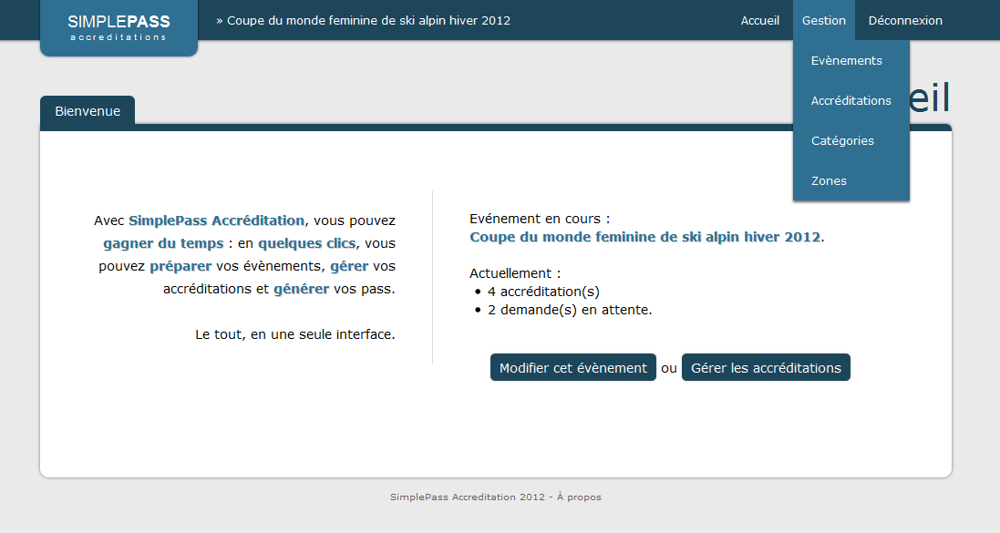 SIMPLEPASS
accreditations
» Coupe du monde feminine de ski alpin hiver 2012
Accueil
Gestion
Déconnexion
Evènements
Accréditations
Catégories
Zones
eil
Bienvenue
Avec SimplePass Accréditation, vous pouvez
gagner du temps : en quelques clics, vous
pouvez préparer vos évènements, gérer vos
accréditations et générer vos pass.
Le tout, en une seule interface.
Evénement en cours :
Coupe du monde feminine de ski alpin hiver 2012.
Actuellement :
• 4 accréditation(s)
• 2 demande(s) en attente.
Modifier cet évènement ou Gérer les accréditations
SimplePass Accreditation 2012 - À propos